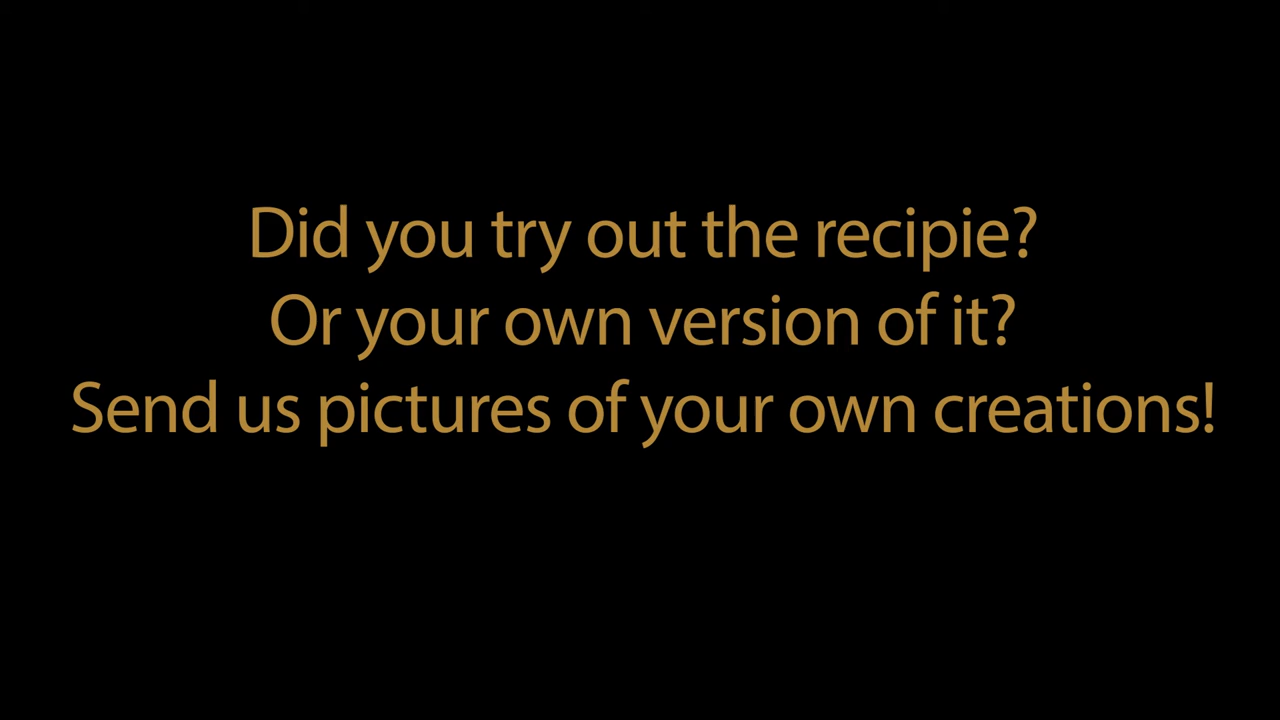 Did you try out the recipie?
Or your own version of it?
Send us pictures of your own creations!